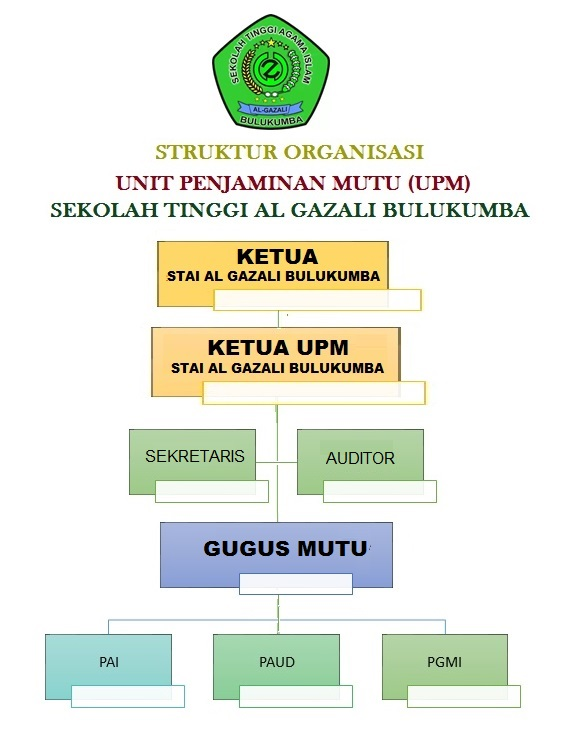 SEKOLAH TINGGI AGAMA ISLAM
AL-GAZALI
BULUKUMBA
STRUKTUR ORGANISASI
UNIT PENJAMINAN MUTU (UPM)
SEKOLAH TINGGI AL GAZALI BULUKUMBA
KETUA
STAI AL GAZALI BULUKUMBA
KETUA UPM
STAI AL GAZALI BULUKUMBA
SEKRETARIS
AUDITOR
GUGUS MUTU
PAI
PAUD
PGMI